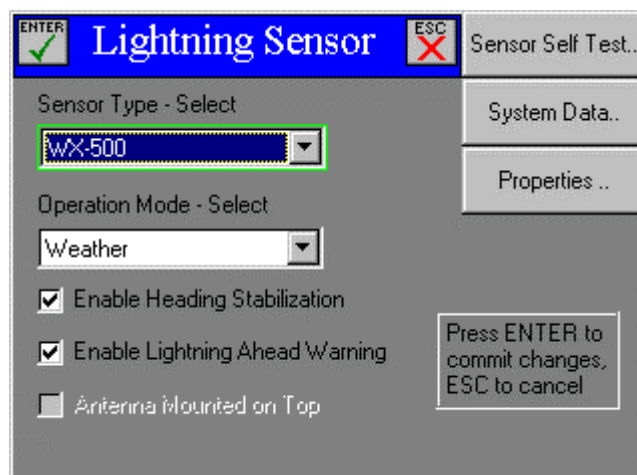 ENTER
Lightning Sensor
ESC
Sensor Self Test..
Sensor Type - Select
System Data..
WX-500
Properties ..
Operation Mode - Select
Weather
Enable Heading Stabilization
Enable Lightning Ahead Warning
Press ENTER to
commit changes,
ESC to cancel
Antenna Mounted on Top